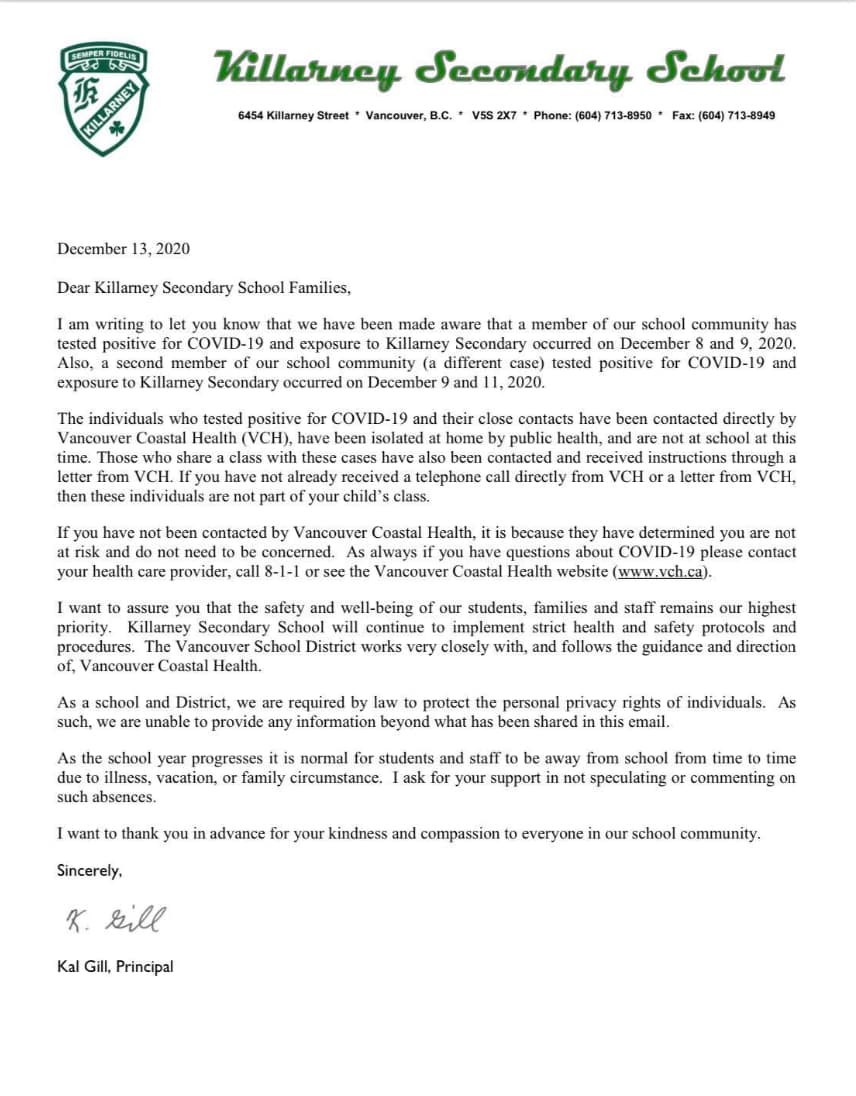 SEMPER FIDELIS
K
KILLARNEY
Killarney Secondary School
6454 Killarney Street * Vancouver, B.C. * V5S 2X7 * Phone: (604) 713-8950 * Fax: (604) 713-8949
December 13, 2020
Dear Killarney Secondary School Families,
I am writing to let you know that we have been made aware that a member of our school community has
tested positive for COVID-19 and exposure to Killarney Secondary occurred on December 8 and 9, 2020.
Also, a second member of our school community (a different case) tested positive for COVID-19 and
exposure to Killarney Secondary occurred on December 9 and 11, 2020.
The individuals who tested positive for COVID-19 and their close contacts have been contacted directly by
Vancouver Coastal Health (VCH), have been isolated at home by public health, and are not at school at this
time. Those who share a class with these cases have also been contacted and received instructions through a
letter from VCH. If you have not already received a telephone call directly from VCH or a letter from VCH,
then these individuals are not part of your child's class.
If you have not been contacted by Vancouver Coastal Health, it is because they have determined you are not
at risk and do not need to be concerned. As always if you have questions about COVID-19 please contact
your health care provider, call 8-1-1 or see the Vancouver Coastal Health website (www.vch.ca).
I want to assure you that the safety and well-being of our students, families and staff remains our highest
priority. Killarney Secondary School will continue to implement strict health and safety protocols and
procedures. The Vancouver School District works very closely with, and follows the guidance and direction
of, Vancouver Coastal Health.
As a school and District, we are required by law to protect the personal privacy rights of individuals. As
such, we are unable to provide any information beyond what has been shared in this email.
As the school year progresses it is normal for students and staff to be away from school from time to time
due to illness, vacation, or family circumstance. I ask for your support in not speculating or commenting on
such absences.
I want to thank you in advance for your kindness and compassion to everyone in our school community.
Sincerely,
K. Gill
Kal Gill, Principal